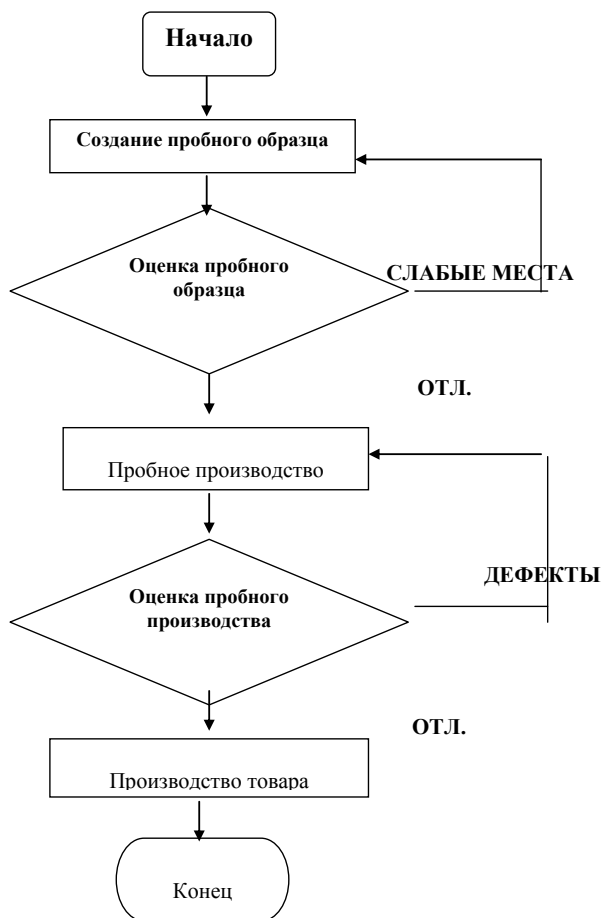 Начало
Создание пробного образца
Оценка пробного
образца
СЛАБЫЕ МЕСТА
ОТЛ.
Пробное производство
Оценка пробного
производства
ДЕФЕКТЫ
ОТЛ.
Производство товара
Конец